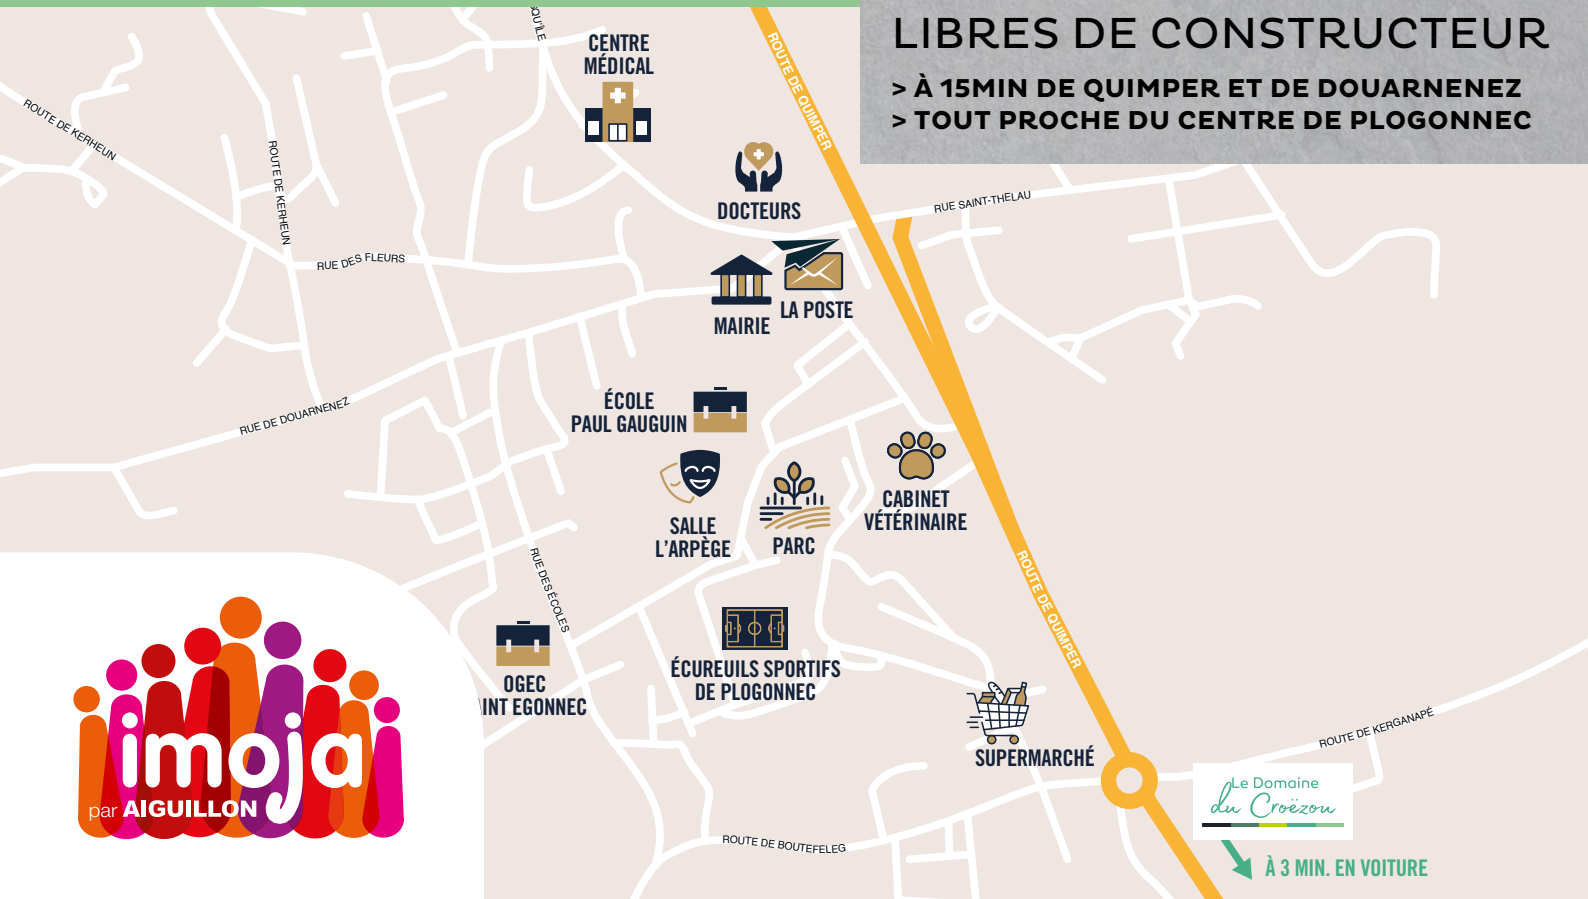 LIBRES DE CONSTRUCTEUR
> À 15MIN DE QUIMPER ET DE DOUARNENEZ
> TOUT PROCHE DU CENTRE DE PLOGONNEC
CENTRE
MÉDICAL
ROUTE DE QUIMPER
ROUTE DE KERHEUN
ROUTE DE KERHEUN
DOCTEURS
RUE SAINT-THELAU
RUE DES FLEURS
MAIRIE
LA POSTE
ÉCOLE
PAUL GAUGUIN
RUE DE DOUARNENEZ
SALLE
L'ARPÈGE
PARC
CABINET
VÉTÉRINAIRE
RUE DES ÉCOLES
ROUTE DE QUIMPER
OGEC
INT EGONNEC
ÉCUREUILS SPORTIFS
DE PLOGONNEC
SUPERMARCHÉ
ROUTE DE KERGANAPÉ
imoja
par AIGUILLON
Le Domaine
du Croëzou
ROUTE DE BOUTEFELEG
À 3 MIN. EN VOITURE